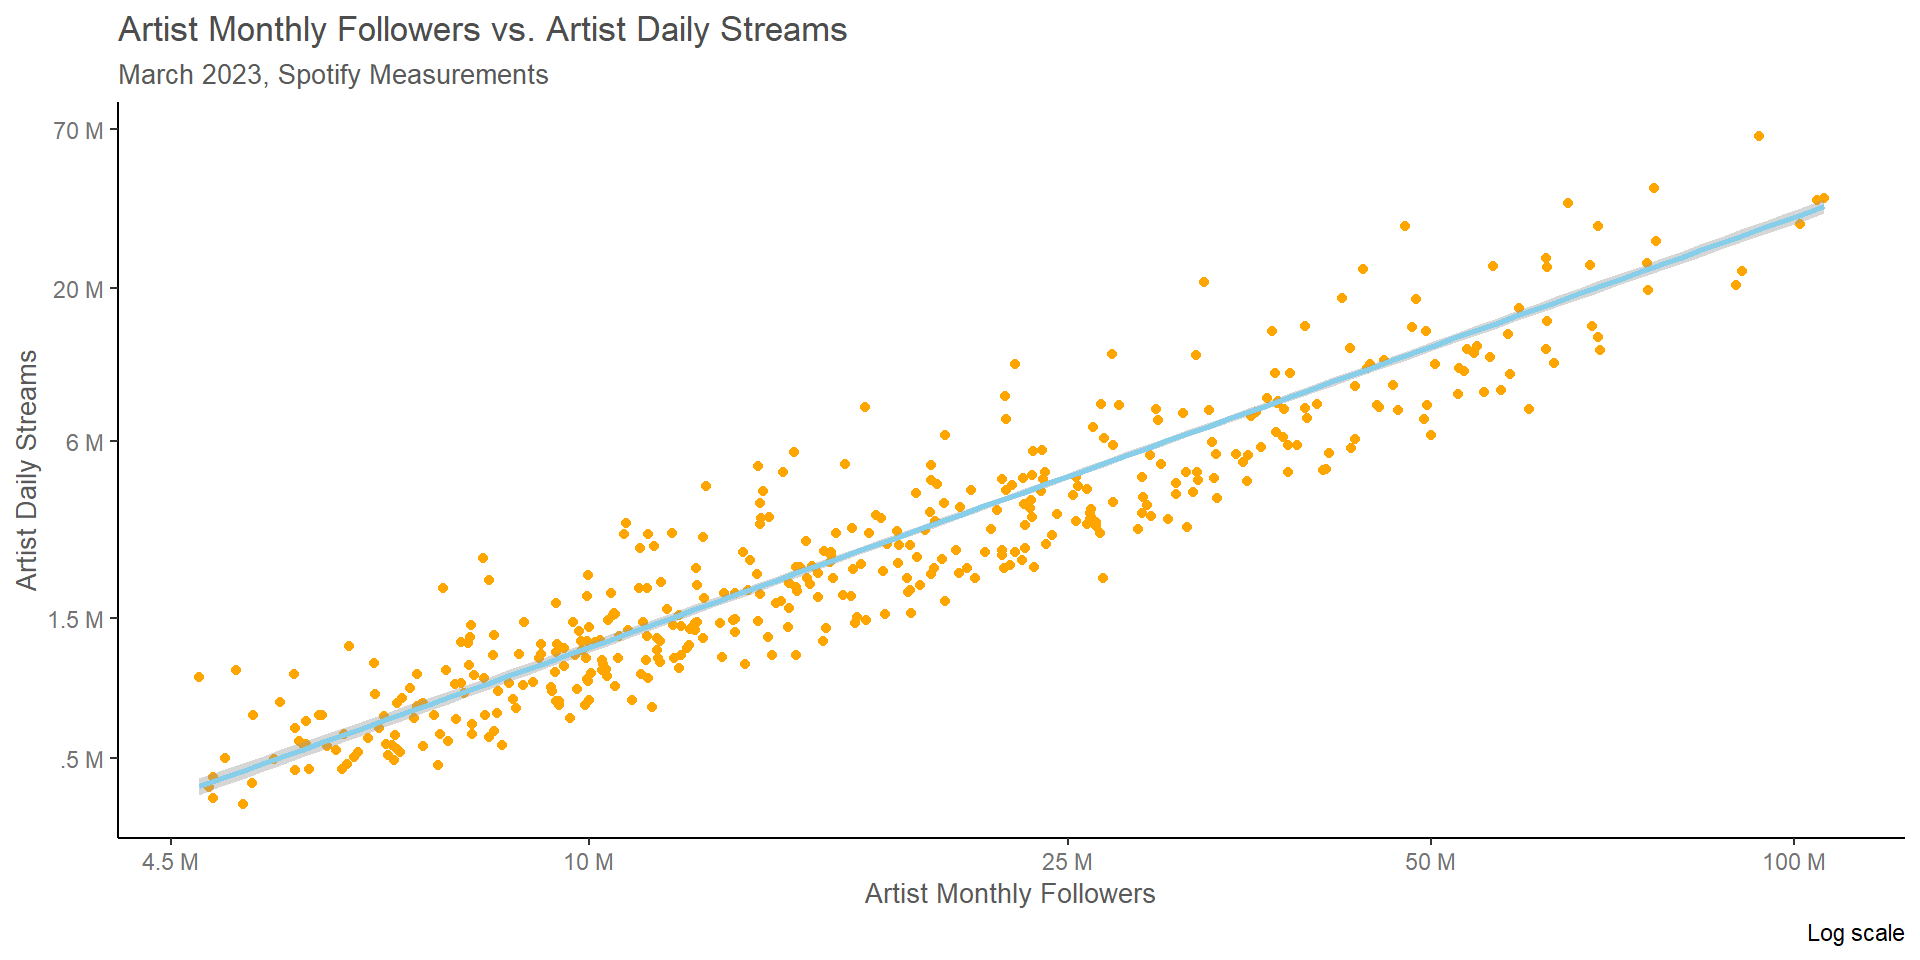 Artist Monthly Followers vs. Artist Daily Streams
March 2023, Spotify Measurements
Artist Daily Streams
70 M
20 M
6 M
1.5 M
.5 M
4.5 M 10 M 25 M 50 M 100 M
Artist Monthly Followers
Log scale